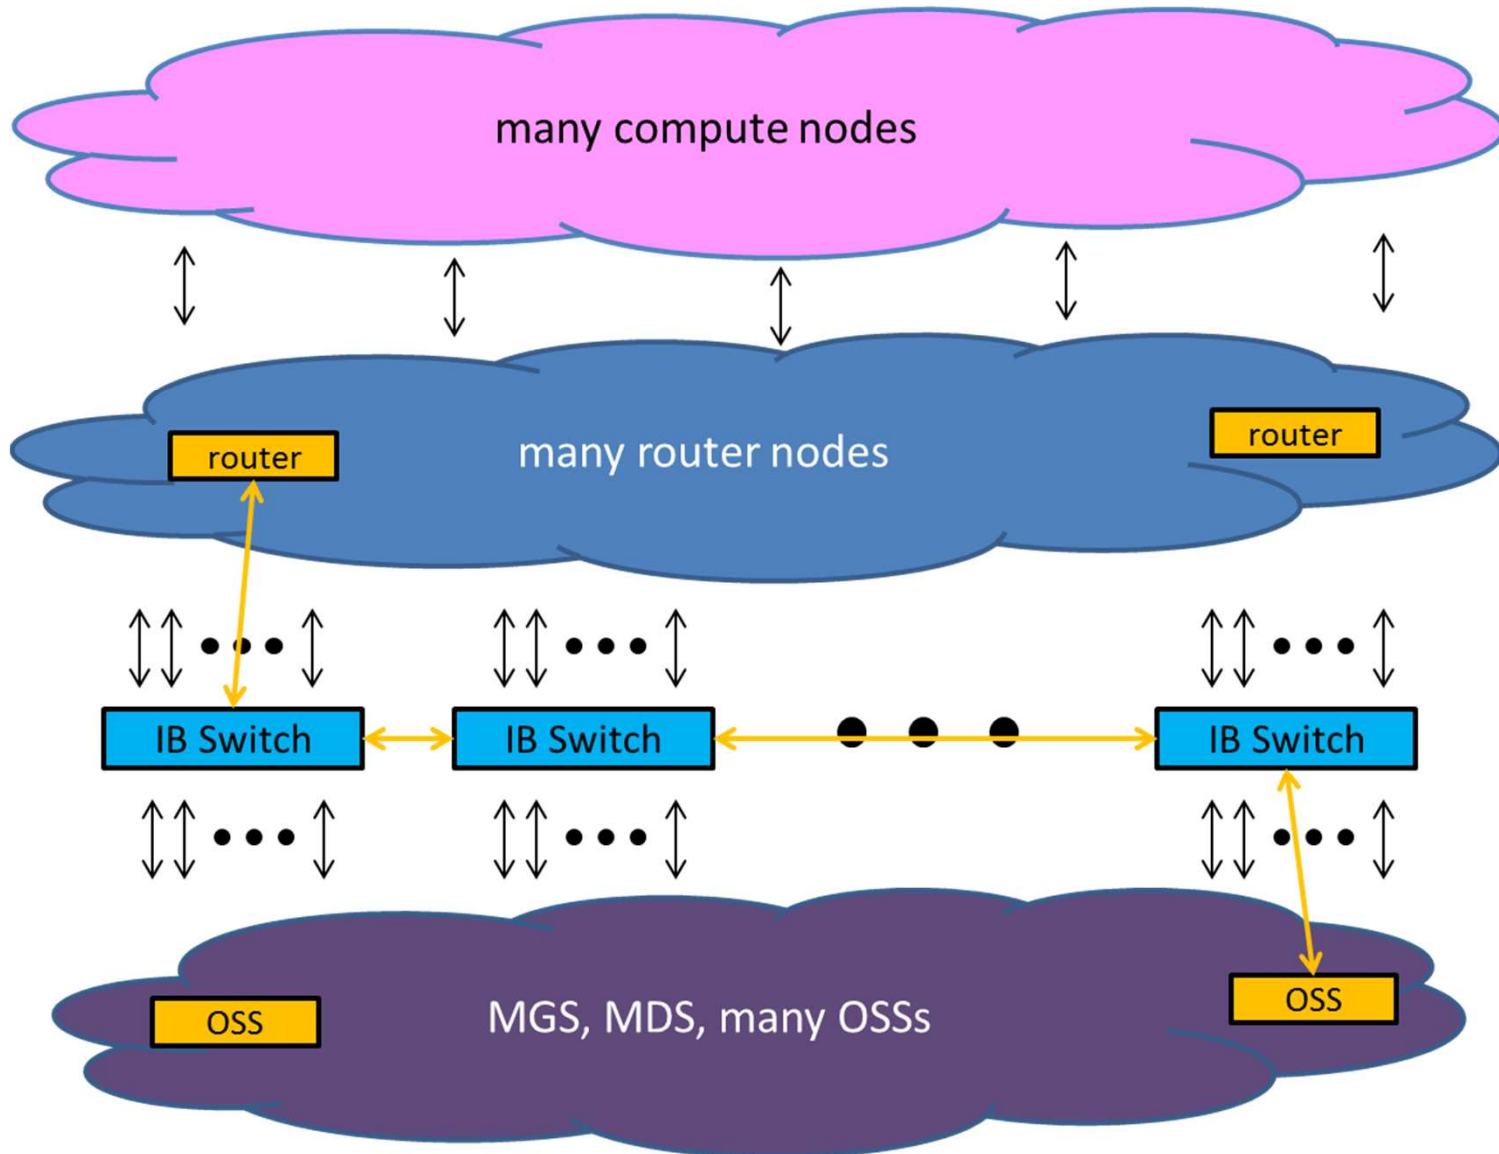 many compute nodes
router
many router nodes
router
IB Switch
IB Switch
IB Switch
OSS
MGS, MDS, many OSSs
OSS